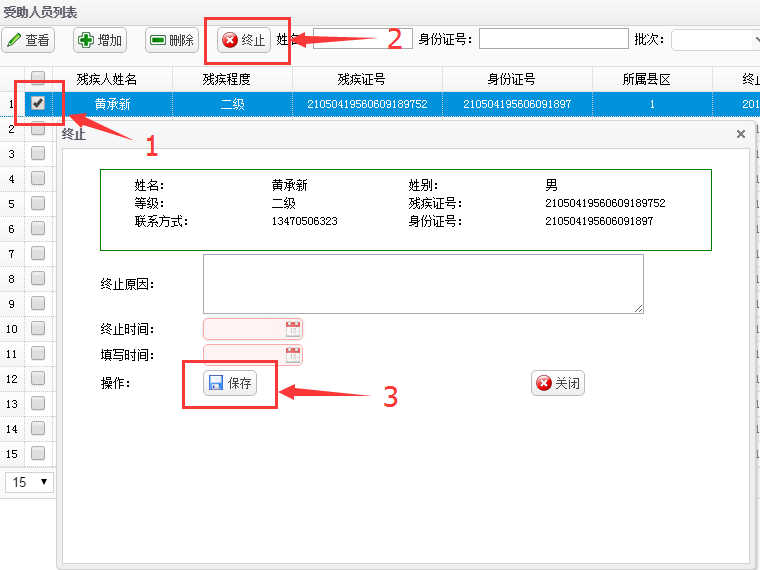 受助人员列表
查看 增加 删除 终止 姓名 2 身份证号： 批次：
残疾人姓名 残疾程度 残疾证号 身份证号 所属县区 终
1 黄承新 二级 21050419560609189752 210504195606091897 1 201
2 终止 ×
1
3
4 姓名： 黄承新 性别： 男
5 等级： 二级 残疾证号： 21050419560609189752
6 联系方式： 13470506323 身份证号： 210504195606091897
7
8 终止原因：
9
10 终止时间：
11 填写时间：
12 操作： 保存 关闭
3
13
14
15
15